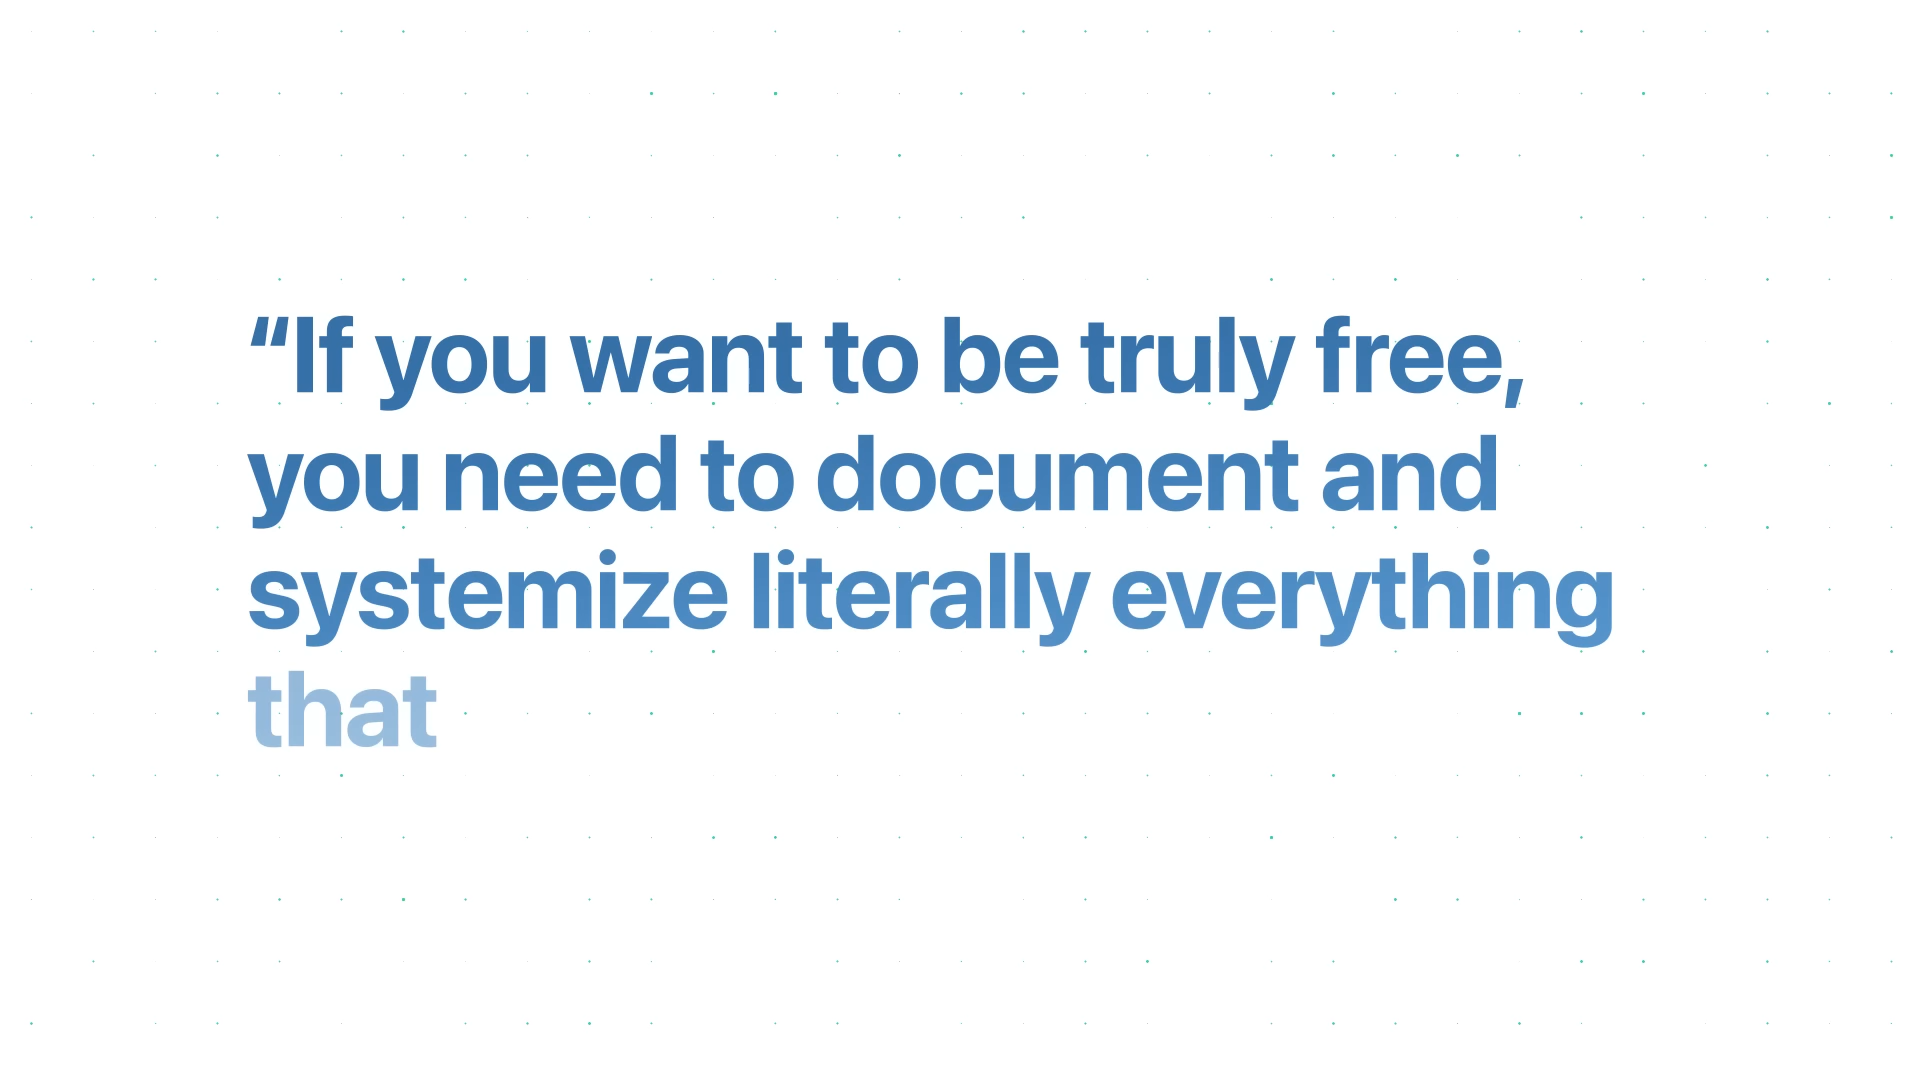 “If you want to be truly free,
you need to document and
systemize literally everything
that